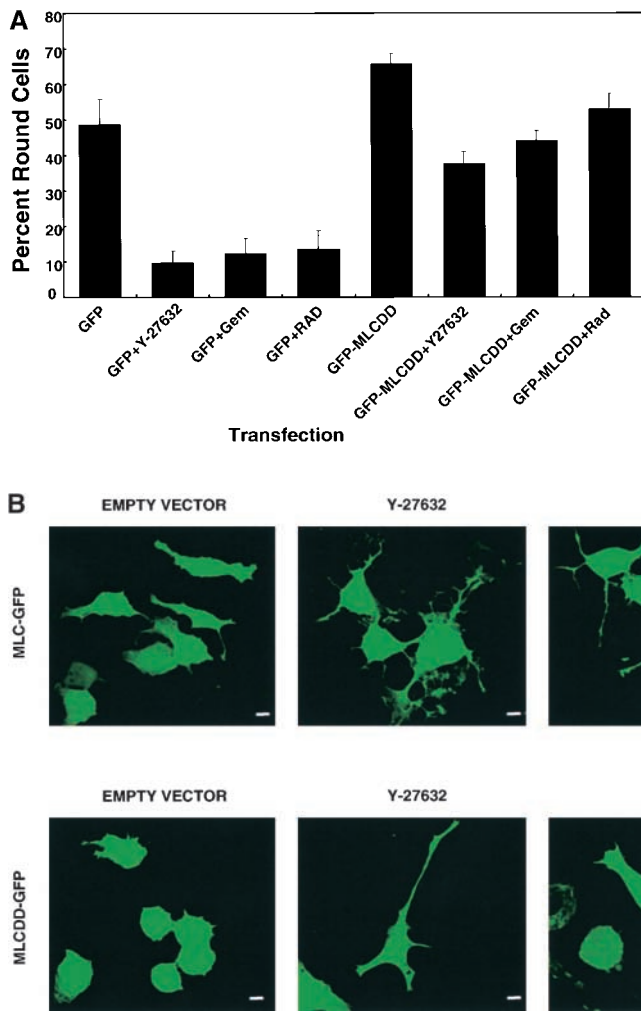 A
Percent Round Cells
80
70
60
50
40
30
20
10
0
GFP
GFP+Y-27632
GFP+Gem
GFP+RAD
GFP-MLCDD
GFP-MLCDD+Y27632
GFP-MLCDD+Gem
GFP-MLCDD+Rad
Transfection
B
EMPTY VECTOR
Y-27632
MLC-GFP
EMPTY VECTOR
Y-27632
MLCDD-GFP